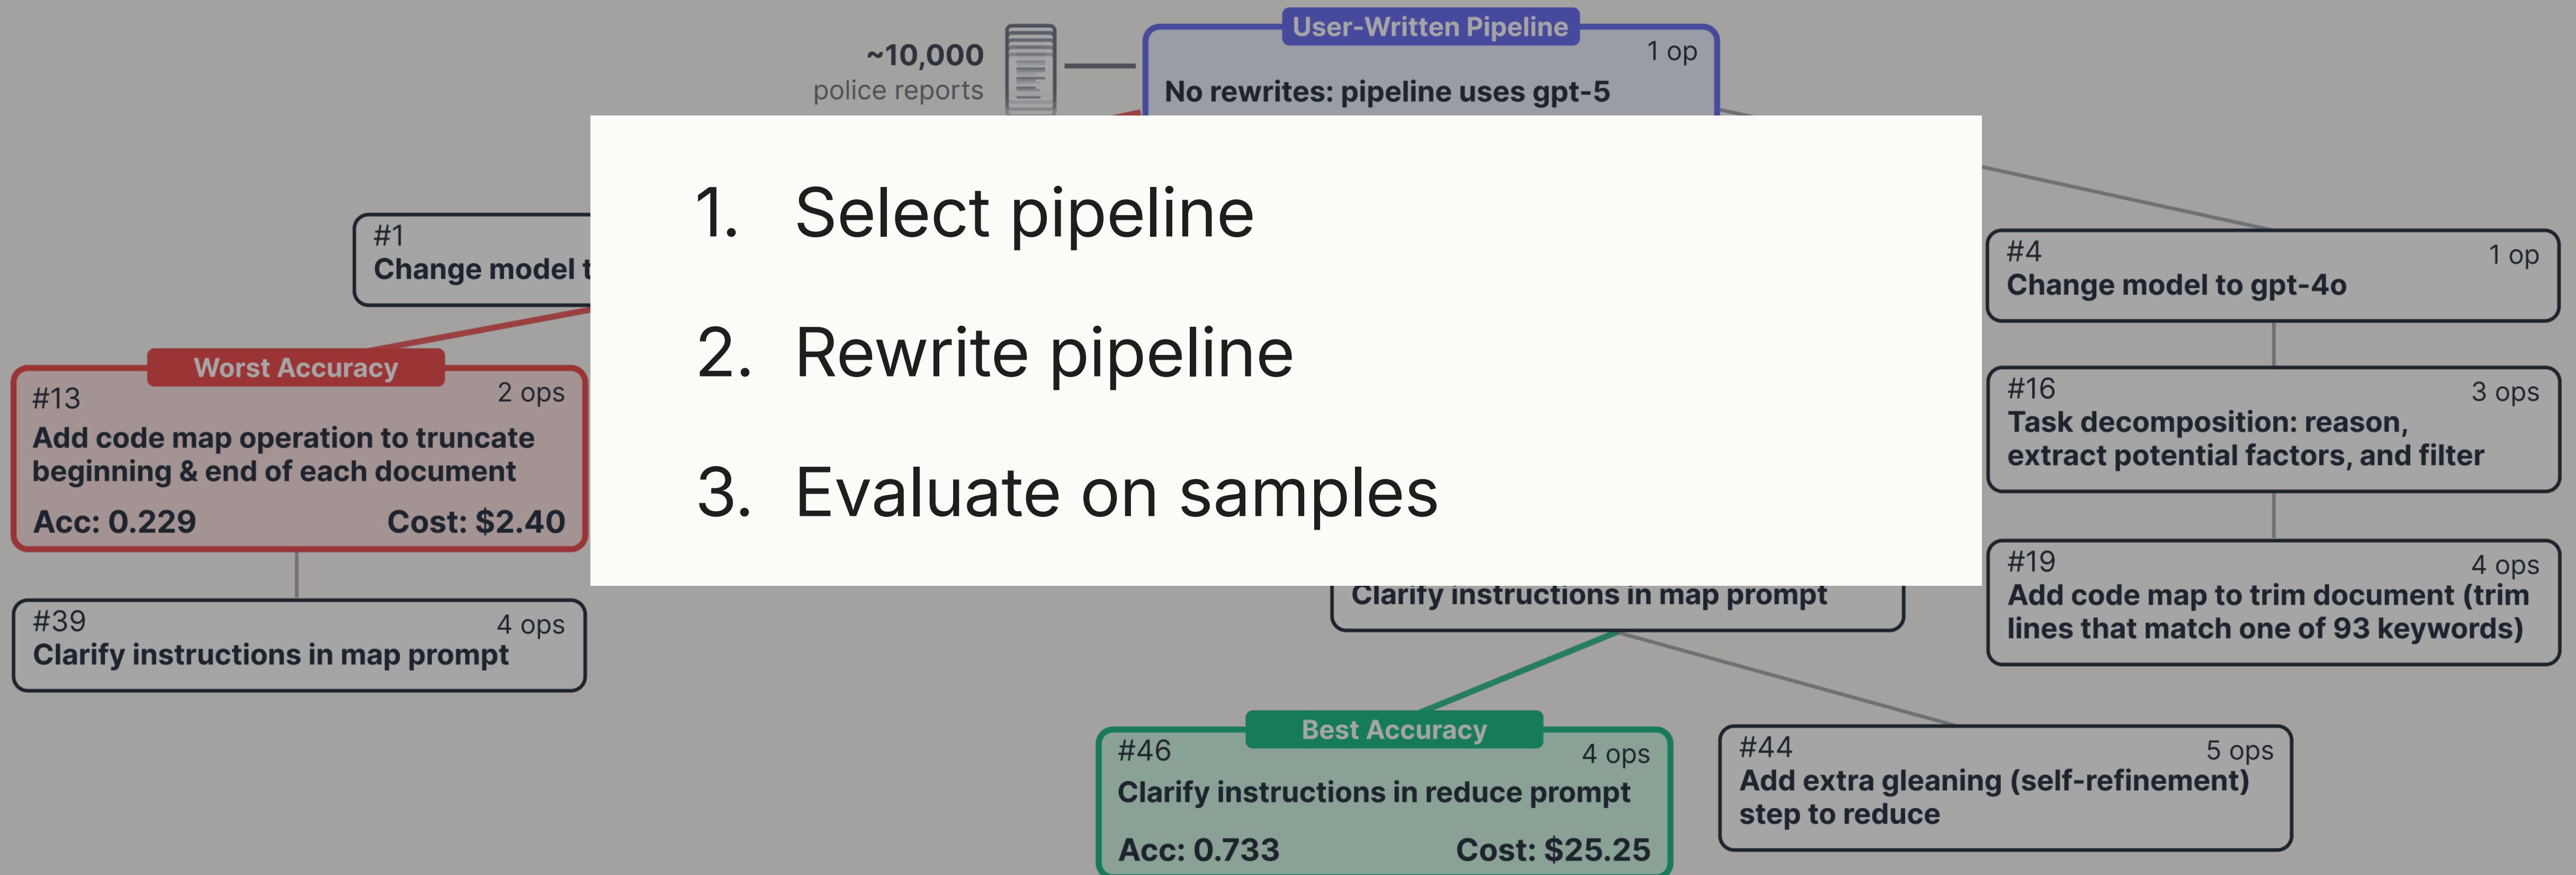 User-Written Pipeline
~10,000
police reports
1 op
No rewrites: pipeline uses gpt-5
1. Select pipeline
2. Rewrite pipeline
3. Evaluate on samples
#1
Change model
#4
1 op
Change model to gpt-4o
Worst Accuracy
#13
2 ops
Add code map operation to truncate
beginning & end of each document
Acc: 0.229
Cost: $2.40
#16
3 ops
Task decomposition: reason,
extract potential factors, and filter
#39
4 ops
Clarify instructions in map prompt
Clarify instructions in map prompt
#19
4 ops
Add code map to trim document (trim
lines that match one of 93 keywords)
Best Accuracy
#46
4 ops
Clarify instructions in reduce prompt
Acc: 0.733
Cost: $25.25
#44
5 ops
Add extra gleaning (self-refinement)
step to reduce